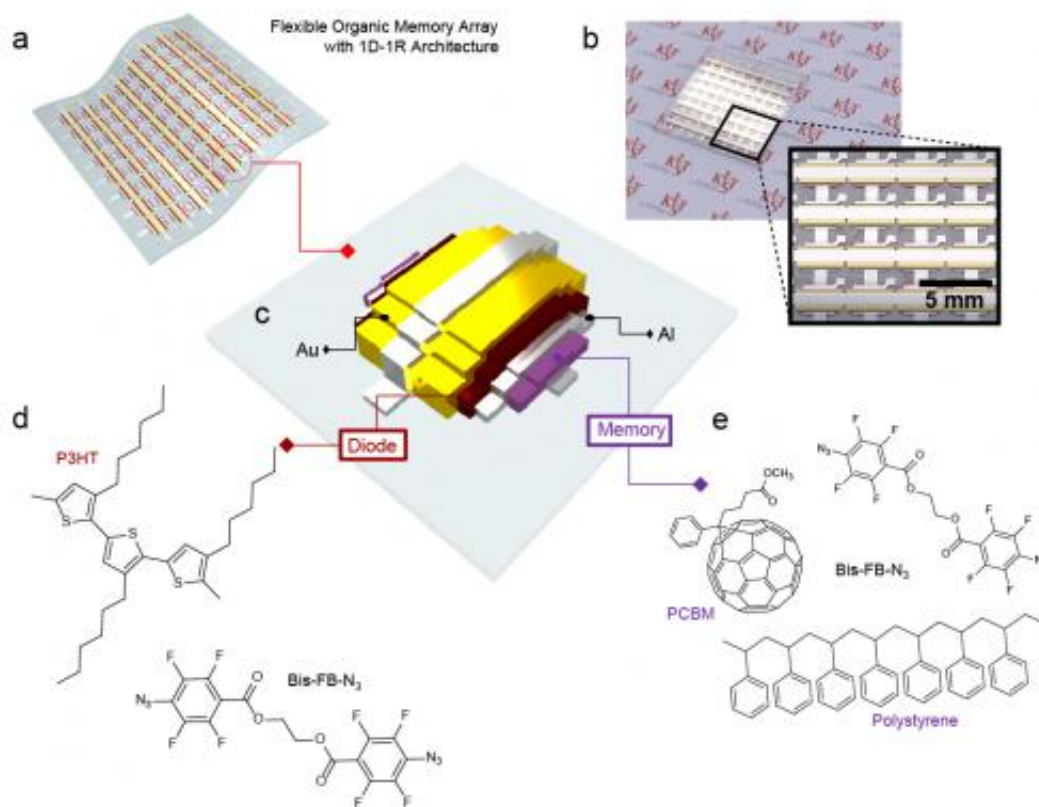 a
Flexible Organic Memory Array
with 1D-1R Architecture
b
5 mm
c
Au
Al
d
P3HT
Diode
Memory
e
S
S
S
OCH₃
O
O
N₃
F
F
F
F
O
O
O
O
F
F
F
F
Bis-FB-N₃
PCBM
Polystyrene
Bis-FB-N₃
N₃
F
F
F
F
O
O
O
O
F
F
F
F
N₃